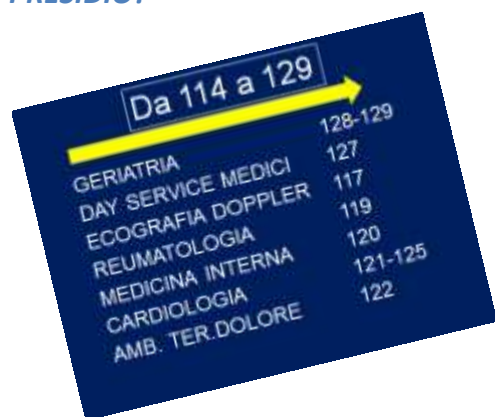 PRESIDIO?
Da 114 a 129
GERIATRIA 128-129
DAY SERVICE MEDICI 127
ECOGRAFIA DOPPLER 117
REUMATOLOGIA 119
MEDICINA INTERNA 120
CARDIOLOGIA 121-125
AMB. TER.DOLORE 122